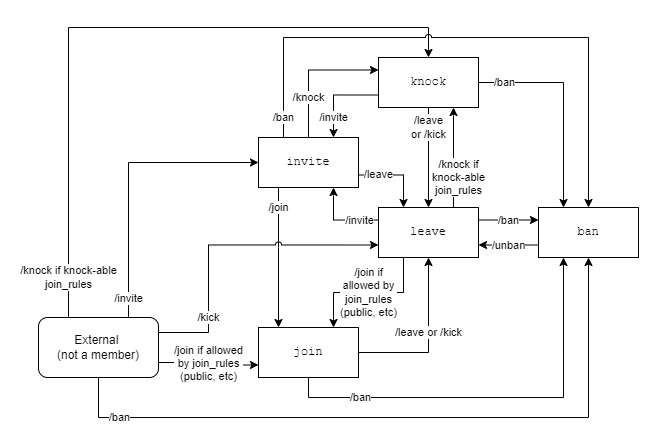 knock
/ban
/knock
/ban
/invite
/leave
or /kick
invite
/knock if
knock-able
join_rules
/leave
/join
/invite
leave
/ban
/unban
ban
/knock if knock-able
join_rules
/invite
/join if
allowed by
join_rules
(public, etc)
/kick
/leave or /kick
External
(not a member)
/join if allowed
by join_rules
(public, etc)
join
/ban
/ban